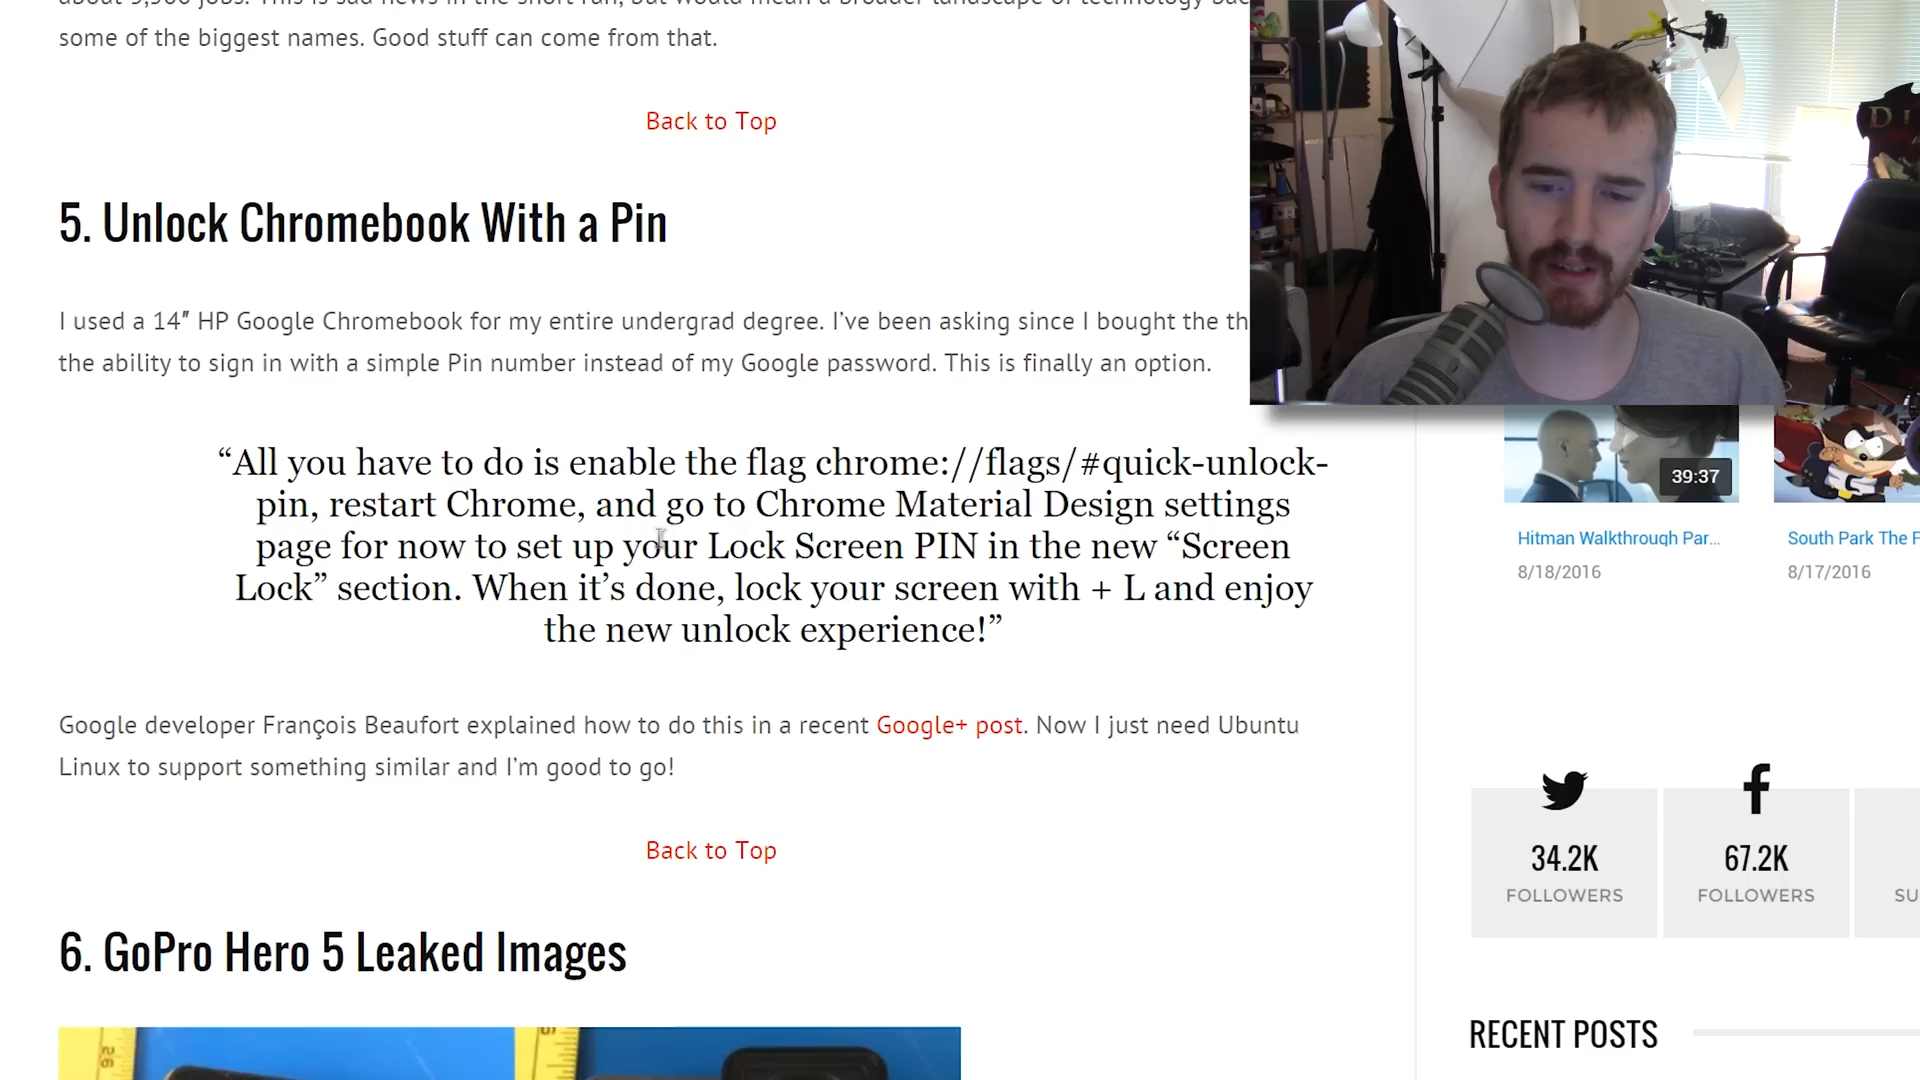 some of the biggest names. Good stuff can come from that.
Back to Top
5. Unlock Chromebook With a Pin
I used a 14″ HP Google Chromebook for my entire undergrad degree. I’ve been asking since I bought the th
the ability to sign in with a simple Pin number instead of my Google password. This is finally an option.
“All you have to do is enable the flag chrome://flags/#quick-unlock-
pin, restart Chrome, and go to Chrome Material Design settings
page for now to set up your Lock Screen PIN in the new “Screen
Lock” section. When it’s done, lock your screen with + L and enjoy
the new unlock experience!”
Google developer François Beaufort explained how to do this in a recent Google+ post. Now I just need Ubuntu
Linux to support something similar and I’m good to go!
Back to Top
6. GoPro Hero 5 Leaked Images
39:37
Hitman Walkthrough Par...
8/18/2016
South Park The F
8/17/2016
34.2K
FOLLOWERS
67.2K
FOLLOWERS
SU
RECENT POSTS